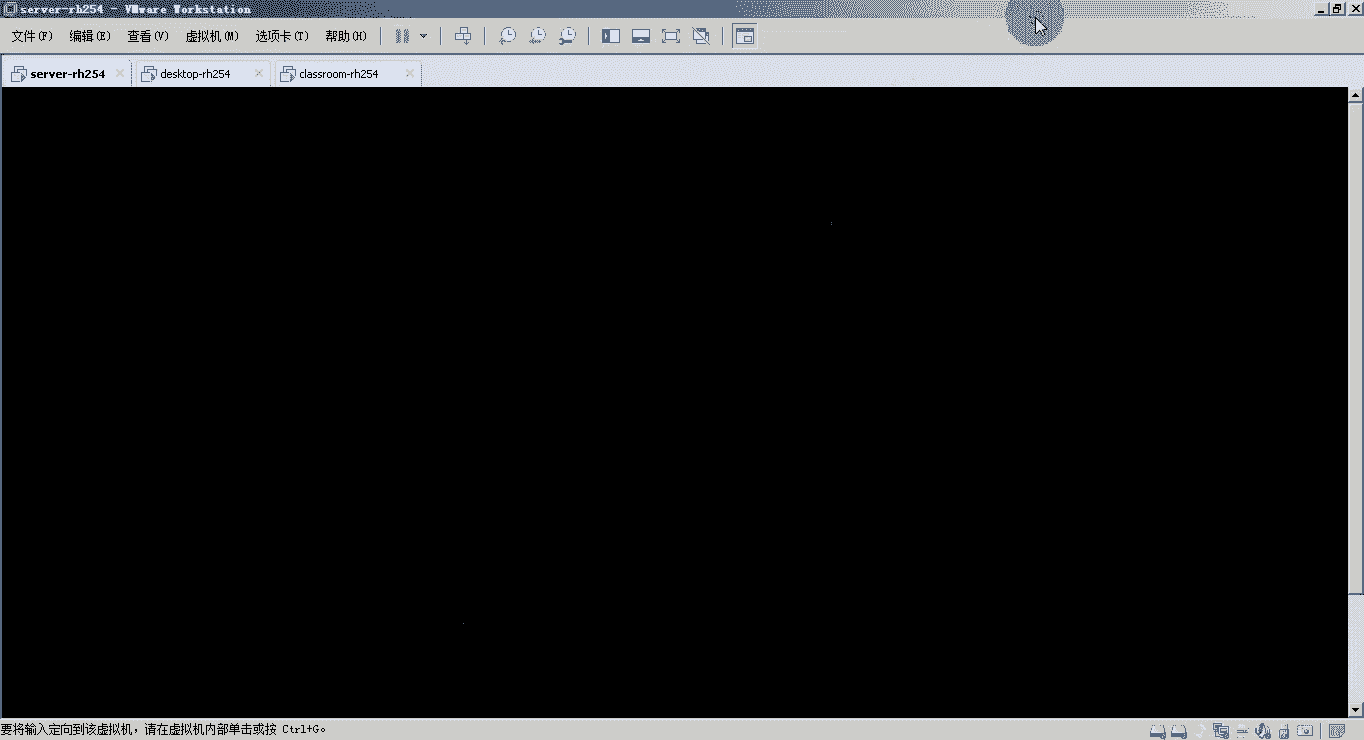 server-rh254 - VMware Workstation
文件(F) 编辑(E) 查看(V) 虚拟机(M) 选项卡(T) 帮助(H)
server-rh254 desktop-rh254 classroom-rh254
要将输入定向到该虚拟机，请在虚拟机内部单击或按 Ctrl+G。